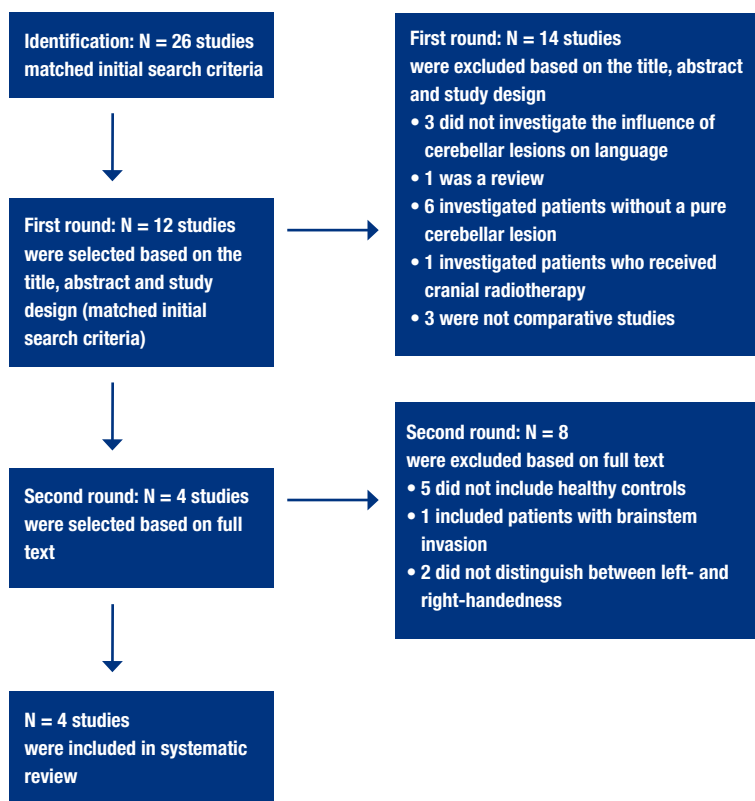 Identification: N = 26 studies
matched initial search criteria
First round: N = 14 studies
were excluded based on the title, abstract
and study design
• 3 did not investigate the influence of
cerebellar lesions on language
• 1 was a review
• 6 investigated patients without a pure
cerebellar lesion
• 1 investigated patients who received
cranial radiotherapy
• 3 were not comparative studies
First round: N = 12 studies
were selected based on the
title, abstract and study
design (matched initial
search criteria)
Second round: N = 8
were excluded based on full text
• 5 did not include healthy controls
• 1 included patients with brainstem
invasion
• 2 did not distinguish between left- and
right-handedness
Second round: N = 4 studies
were selected based on full
text
N = 4 studies
were included in systematic
review